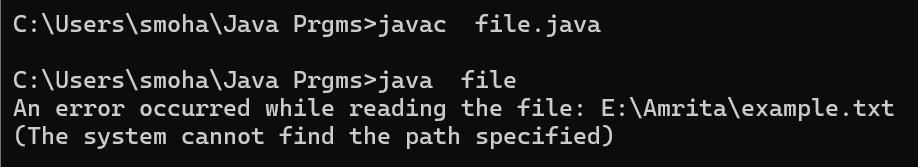 C:\Users\smoha\Java Prgms>javac  file.java
C:\Users\smoha\Java Prgms>java  file
An error occurred while reading the file: E:\Amrita\example.txt
(The system cannot find the path specified)